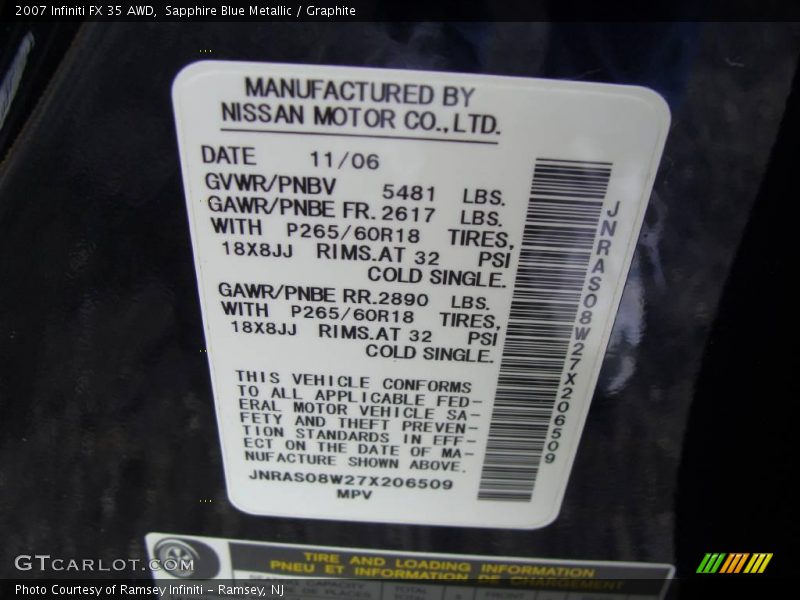 2007 Infiniti FX 35 AWD,  Sapphire Blue Metallic / Graphite
MANUFACTURED BY
NISSAN MOTOR CO.,LTD.
DATE 11/06
GVWR/PNBV 5481 LBS.
GAWR/PNBE FR. 2617 LBS.
WITH P265/60R18 TIRES,
18X8JJ RIMS.AT 32 PSI
COLD SINGLE.
GAWR/PNBE RR.2890 LBS.
WITH P265/60R18 TIRES,
18X8JJ RIMS.AT 32 PSI
COLD SINGLE.
THIS VEHICLE CONFORMS
TO ALL APPLICABLE FED-
ERAL MOTOR VEHICLE SA-
FETY AND THEFT PREVEN-
TION STANDARDS IN EFF-
ECT ON THE DATE OF MA-
NUFACTURE SHOWN ABOVE.
JNRAS08W27X206509
MPV
JNRAS08W27X206509
TIRE AND LOADING INFORMATION
PNEU ET INFORMATION DE CHARGEMENT
GTCARLOT.COM
Photo Courtesy of Ramsey Infiniti - Ramsey, NJ